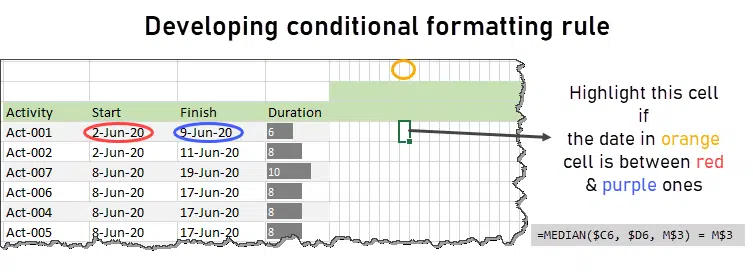 Developing conditional formatting rule
Activity Start Finish Duration
Act-001 2-Jun-20 9-Jun-20 6
Act-002 2-Jun-20 11-Jun-20 8
Act-007 8-Jun-20 19-Jun-20 10
Act-006 8-Jun-20 17-Jun-20 8
Act-004 8-Jun-20 17-Jun-20 8
Act-005 8-Jun-20 17-Jun-20 8
Highlight this cell
if
the date in orange
cell is between red
& purple ones
=MEDIAN($C6, $D6, M$3) = M$3